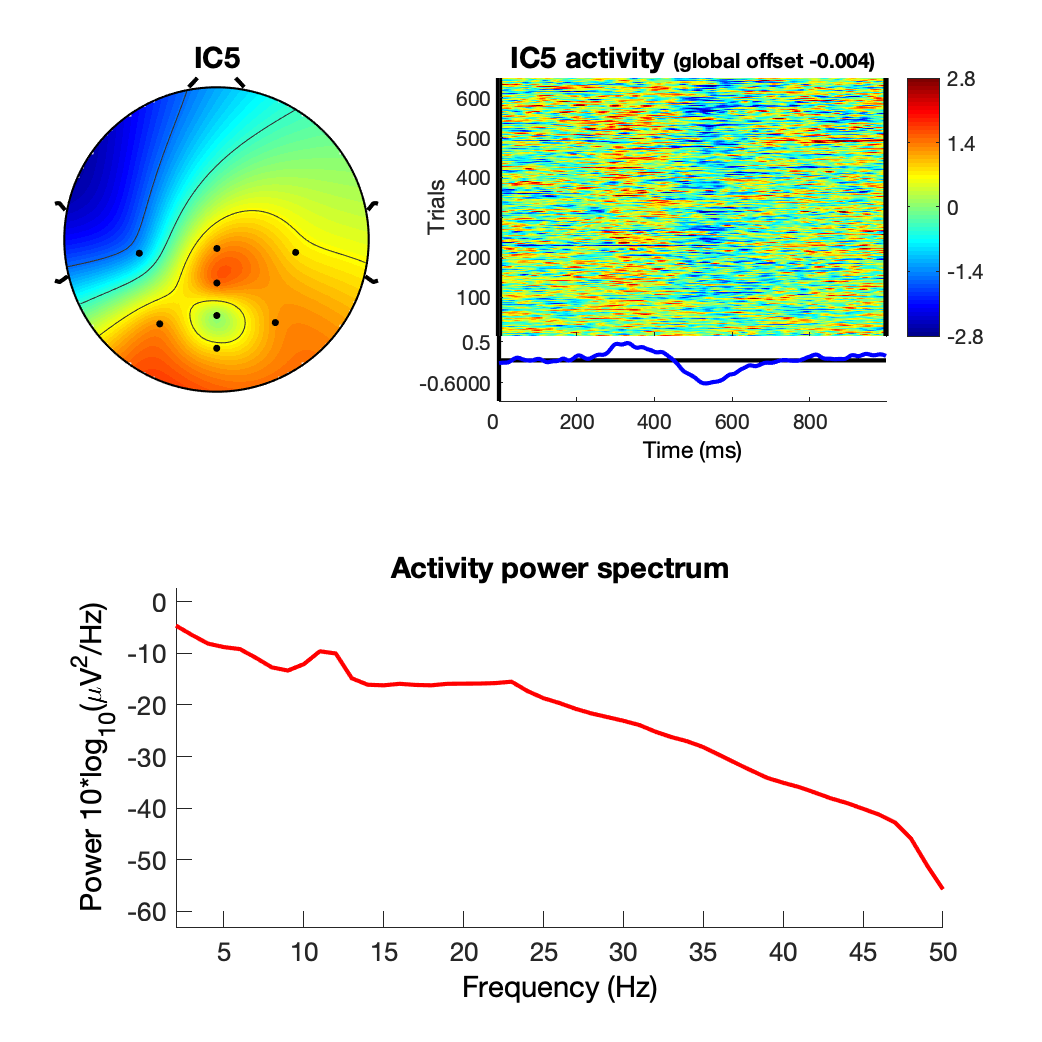 IC5
IC5 activity (global offset -0.004)
600
500
400
300
200
100
Trials
2.8
1.4
0
-1.4
-2.8
0.5
-0.6000
0 200 400 600 800
Time (ms)
Activity power spectrum
0
-10
-20
-30
-40
-50
-60
Power 10*log10(μV2/Hz)
5 10 15 20 25 30 35 40 45 50
Frequency (Hz)